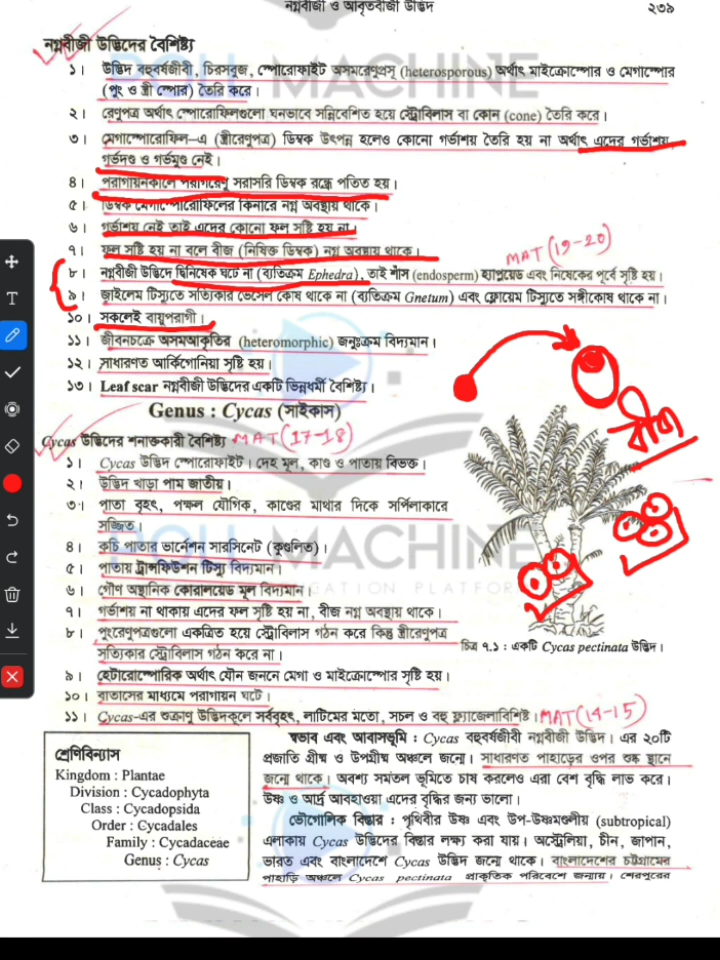 নগ্নবীজী ও আবৃতবীজী উদ্ভিদ ২৩৯
নগ্নবীজী উদ্ভিদের বৈশিষ্ট্য
১। উদ্ভিদ বহুবর্ষজীবী, চিরসবুজ, স্পোরোফাইট অসমরেণুপ্রসূ (heterosporous) অর্থাৎ মাইক্রোস্পোর ও মেগাস্পোর
(পুং ও স্ত্রী স্পোর) তৈরি করে।
২। রেণুপত্র অর্থাৎ স্পোরোফিলগুলো ঘনভাবে সন্নিবেশিত হয়ে স্ট্রোবিলাস বা কোন (cone) তৈরি করে।
৩। মেগাস্পোরোফিল-এ (স্ত্রীরেণুপত্র) ডিম্বক উৎপন্ন হলেও কোনো গর্ভাশয় তৈরি হয় না অর্থাৎ এদের গর্ভাশয়,
গর্ভদণ্ড ও গর্ভমুণ্ড নেই।
৪। পরাগায়নকালে পরাগরেণু সরাসরি ডিম্বক রন্ধ্রে পতিত হয়।
৫। ডিম্বক মেগাস্পোরোফিলের কিনারে নগ্ন অবস্থায় থাকে।
৬। গর্ভাশয় নেই তাই এদের কোনো ফল সৃষ্টি হয় না।
৭। ফল সৃষ্টি হয় না বলে বীজ (নিষিক্ত ডিম্বক) নগ্ন অবস্থায় থাকে।
MAT (19-20)
৮। নগ্নবীজী উদ্ভিদে দ্বিনিষেক ঘটে না (ব্যতিক্রম Ephedra), তাই শাঁস (endosperm) হ্যাপ্লয়েড এবং নিষেকের পূর্বে সৃষ্টি হয়।
৯। জাইলেম টিস্যুতে সত্যিকার ভেসেল কোষ থাকে না (ব্যতিক্রম Gnetum) এবং ফ্লোয়েম টিস্যুতে সঙ্গীকোষ থাকে না।
১০। সকলেই বায়ুপরাগী।
১১। জীবনচক্রে অসমআকৃতির (heteromorphic) জনুঃক্রম বিদ্যমান।
১২। সাধারণত আর্কিগোনিয়া সৃষ্টি হয়।
১৩। Leaf scar নগ্নবীজী উদ্ভিদের একটি ভিন্নধর্মী বৈশিষ্ট্য।
বীজ
Genus : Cycas (সাইকাস)
Cycas উদ্ভিদের শনাক্তকারী বৈশিষ্ট্য MAT (17-18)
১। Cycas উদ্ভিদ স্পোরোফাইট। দেহ মূল, কাণ্ড ও পাতায় বিভক্ত।
২। উদ্ভিদ খাড়া পাম জাতীয়।
৩। পাতা বৃহৎ, পক্ষল যৌগিক, কাণ্ডের মাথার দিকে সর্পিলাকারে
সজ্জিত।
৪। কচি পাতার ভার্নেশন সারসিনেট (কুণ্ডলিত)।
৫। পাতায় ট্রান্সফিউশন টিস্যু বিদ্যমান।
৬। গৌণ অস্থানিক কোরালয়েড মূল বিদ্যমান।
৭। গর্ভাশয় না থাকায় এদের ফল সৃষ্টি হয় না, বীজ নগ্ন অবস্থায় থাকে।
৮। পুংরেণুপত্রগুলো একত্রিত হয়ে স্ট্রোবিলাস গঠন করে কিন্তু স্ত্রীরেণুপত্র
সত্যিকার স্ট্রোবিলাস গঠন করে না।
চিত্র ৭.১ : একটি Cycas pectinata উদ্ভিদ।
৯। হেটারোস্পোরিক অর্থাৎ যৌন জননে মেগা ও মাইক্রোস্পোর সৃষ্টি হয়।
১০। বাতাসের মাধ্যমে পরাগায়ন ঘটে।
১১। Cycas-এর শুক্রাণু উদ্ভিদকূলে সর্ববৃহৎ, লাটিমের মতো, সচল ও বহু ফ্ল্যাজেলাবিশিষ্ট। MAT (14-15)
শ্রেণিবিন্যাস
Kingdom : Plantae
Division : Cycadophyta
Class : Cycadopsida
Order : Cycadales
Family : Cycadaceae
Genus : Cycas
স্বভাব এবং আবাসভূমি : Cycas বহুবর্ষজীবী নগ্নবীজী উদ্ভিদ। এর ২০টি
প্রজাতি গ্রীষ্ম ও উপগ্রীষ্ম অঞ্চলে জন্মে। সাধারণত পাহাড়ের ওপর শুষ্ক স্থানে
জন্মে থাকে। অবশ্য সমতল ভূমিতে চাষ করলেও এরা বেশ বৃদ্ধি লাভ করে।
উষ্ণ ও আর্দ্র আবহাওয়া এদের বৃদ্ধির জন্য ভালো।
ভৌগোলিক বিস্তার : পৃথিবীর উষ্ণ এবং উপ-উষ্ণমণ্ডলীয় (subtropical)
এলাকায় Cycas উদ্ভিদের বিস্তার লক্ষ্য করা যায়। অস্ট্রেলিয়া, চীন, জাপান,
ভারত এবং বাংলাদেশে Cycas উদ্ভিদ জন্মে থাকে। বাংলাদেশের চট্টগ্রামের
পাহাড়ি অঞ্চলে Cycas pectinata প্রাকৃতিক পরিবেশে জন্মায়। শেরপুরের